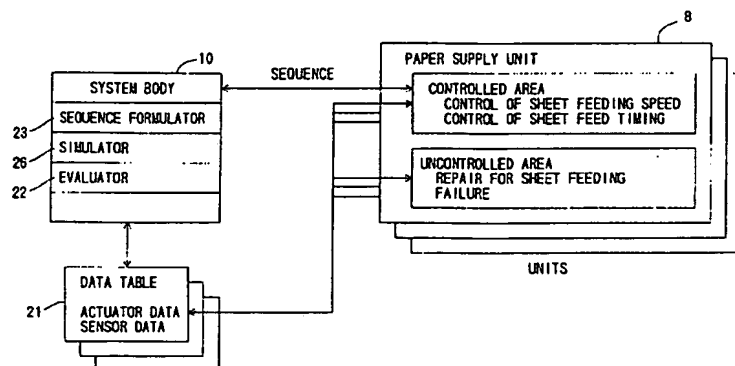 8
10
PAPER SUPPLY UNIT
SYSTEM BODY
SEQUENCE
CONTROLLED AREA
CONTROL OF SHEET FEEDING SPEED
CONTROL OF SHEET FEED TIMING
23
SEQUENCE FORMULATOR
26
SIMULATOR
22
EVALUATOR
UNCONTROLLED AREA
REPAIR FOR SHEET FEEDING
FAILURE
UNITS
21
DATA TABLE
ACTUATOR DATA
SENSOR DATA